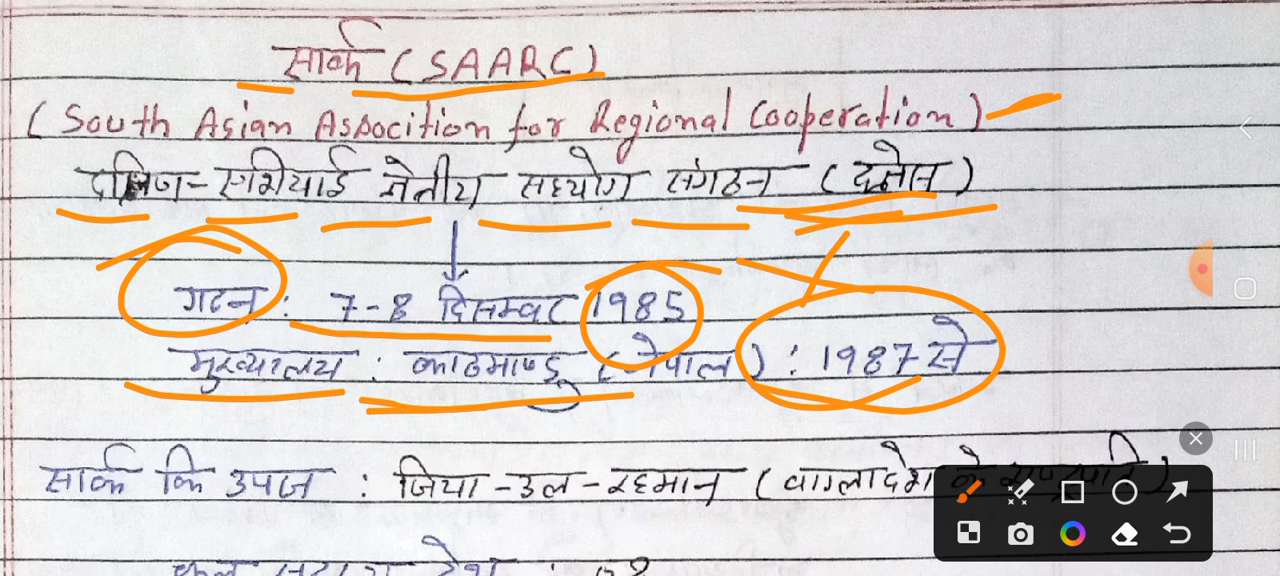 सार्क (SAARC)
(South Asian Assocition for Regional Cooperation)
दक्षिण-एशियाई क्षेत्रीय सहयोग संगठन (दक्षेस)
गठन : 7-8 दिसम्बर 1985
मुख्यालय : काठमाण्डू (नेपाल) : 1987 से
सार्क कि उपज : जिया-उल-रहमान (बाग्लादेश के